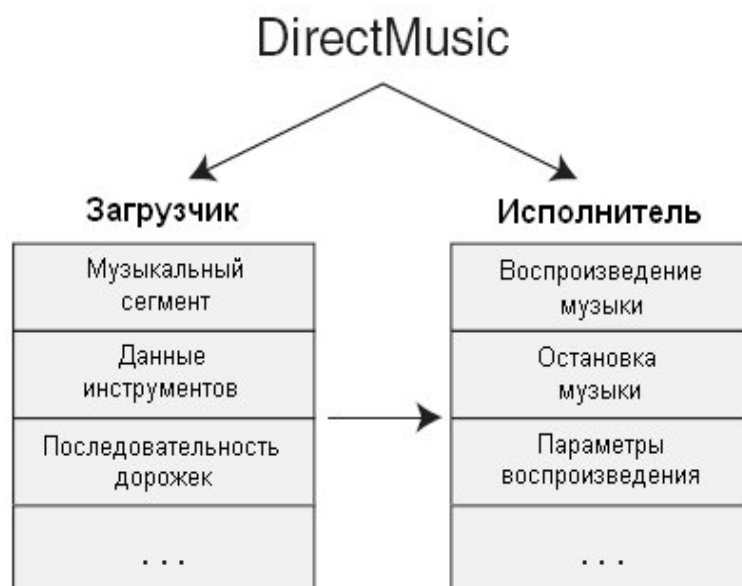 DirectMusic
Загрузчик
Музыкальный
сегмент
Данные
инструментов
Последовательность
дорожек
. . .
Исполнитель
Воспроизведение
музыки
Остановка
музыки
Параметры
воспроизведения
. . .